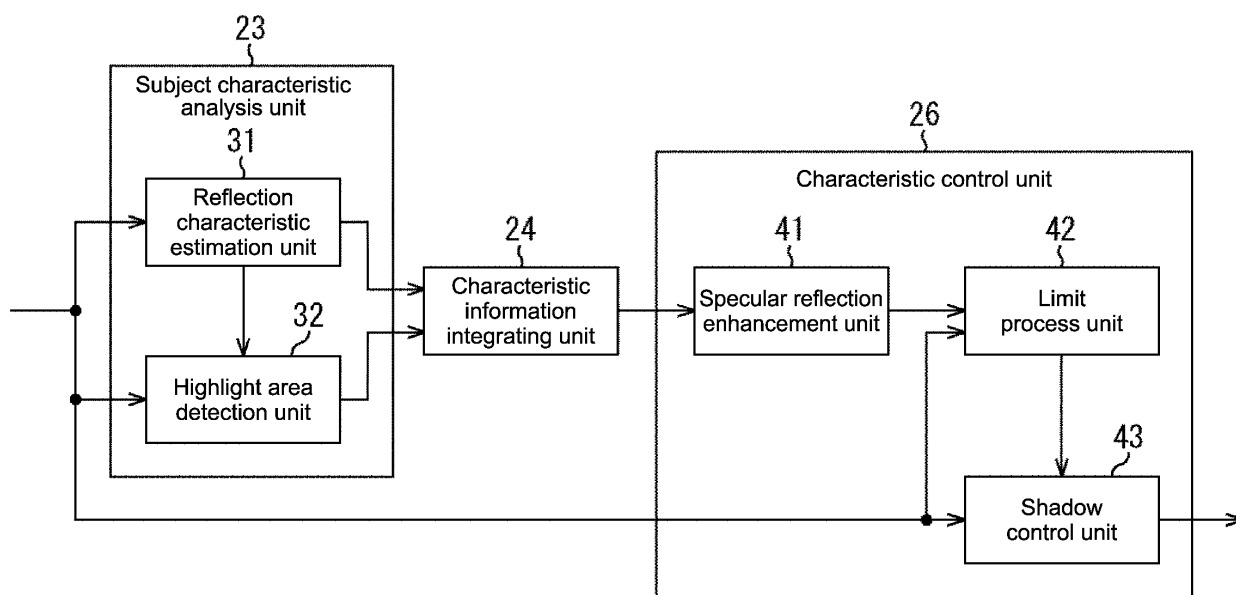 23
Subject characteristic
analysis unit
31
Reflection
characteristic
estimation unit
32
Highlight area
detection unit
24
Characteristic
information
integrating unit
26
Characteristic control unit
41
Specular reflection
enhancement unit
42
Limit
process unit
43
Shadow
control unit